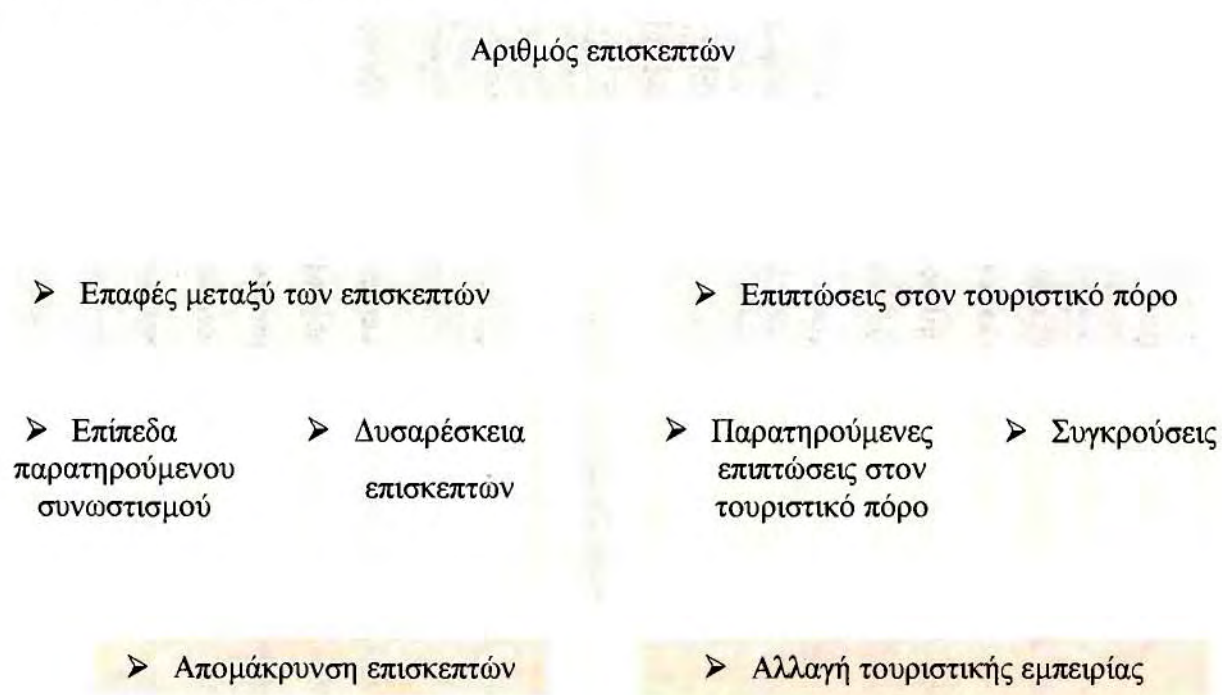 Αριθμός επισκεπτών
➢ Επαφές μεταξύ των επισκεπτών
➢ Επιπτώσεις στον τουριστικό πόρο
➢ Επίπεδα
παρατηρούμενου
συνωστισμού
➢ Δυσαρέσκεια
επισκεπτών
➢ Παρατηρούμενες
επιπτώσεις στον
τουριστικό πόρο
➢ Συγκρούσεις
➢ Απομάκρυνση επισκεπτών
➢ Αλλαγή τουριστικής εμπειρίας